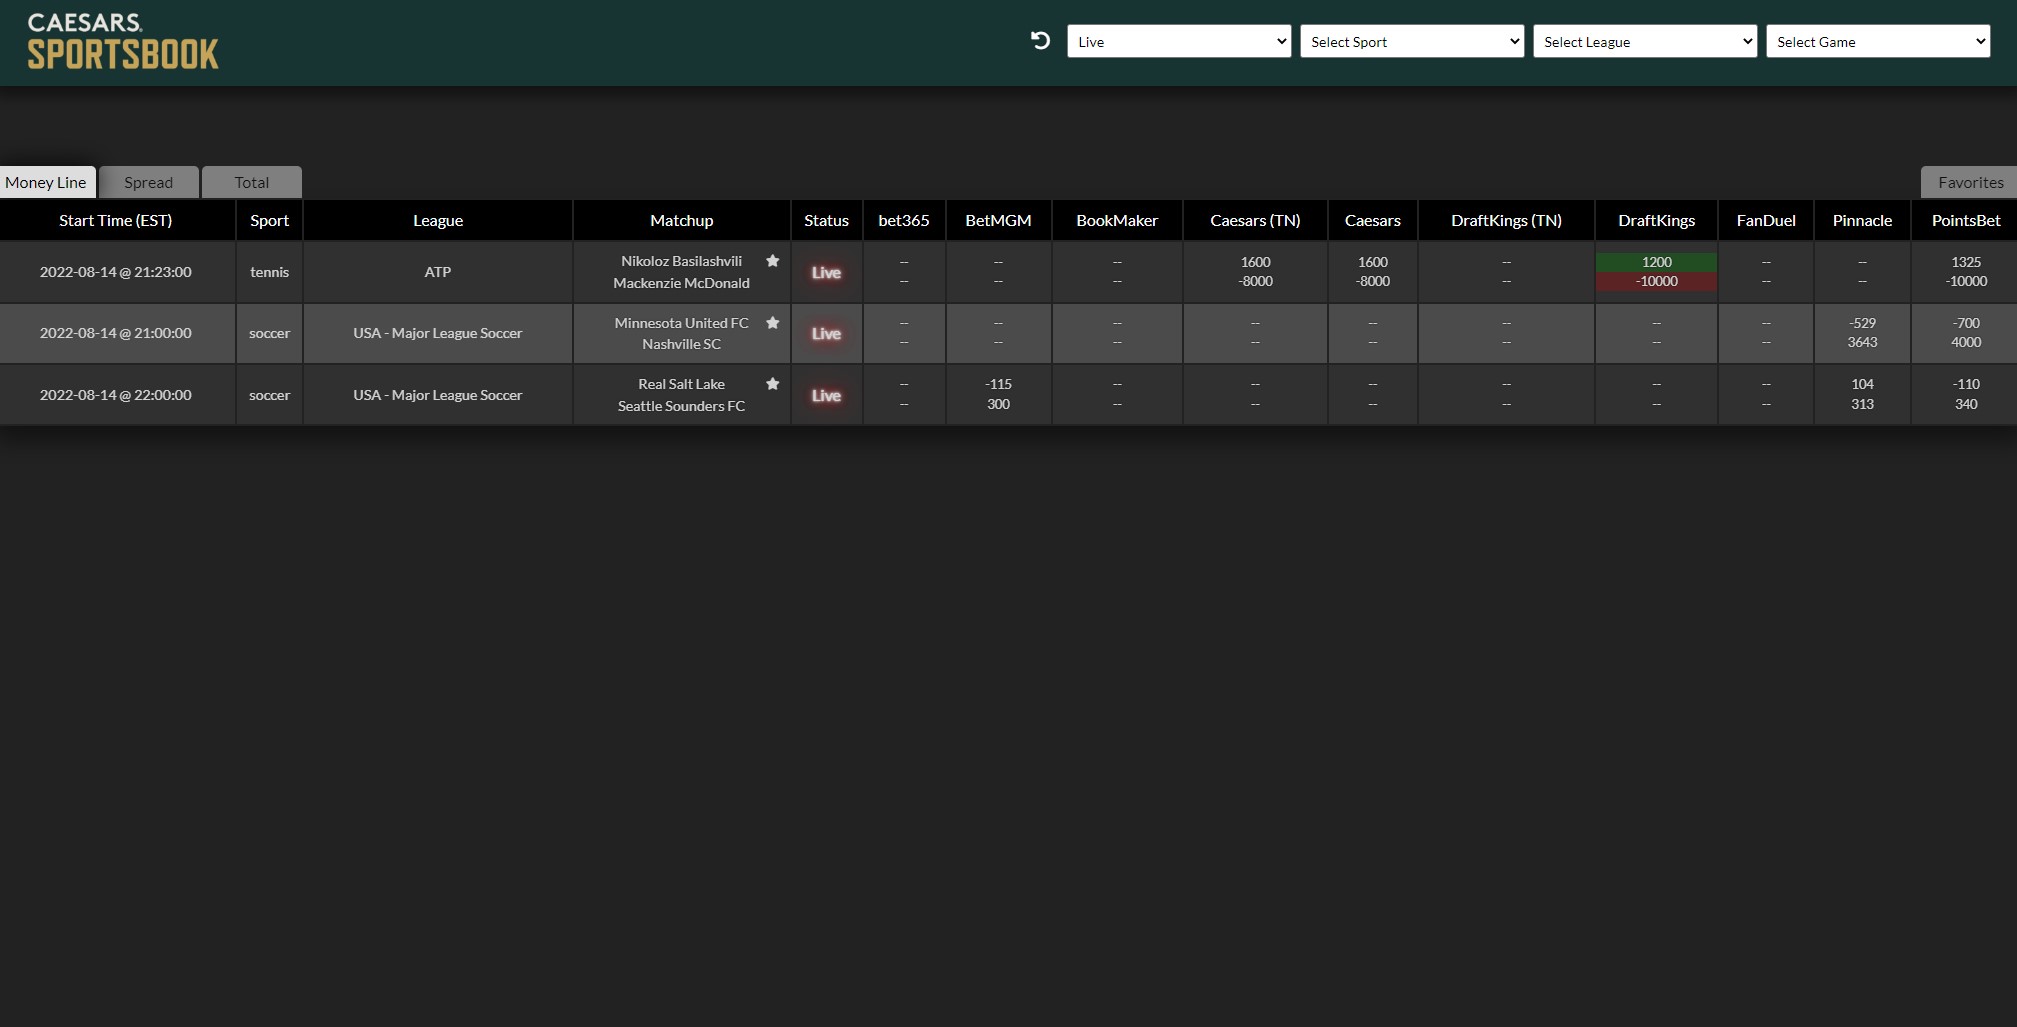 CAESARS
SPORTSBOOK
Live Select Sport Select League Select Game
Money Line Spread Total Favorites
Start Time (EST) Sport League Matchup Status bet365 BetMGM BookMaker Caesars (TN) Caesars DraftKings (TN) DraftKings FanDuel Pinnacle PointsBet
2022-08-14 @ 21:23:00 tennis ATP Nikoloz Basilashvili Live -- -- -- 1600 1600 -- 1200 -- -- 1325
Mackenzie McDonald -- -- -- -8000 -8000 -- -10000 -- -- -10000
2022-08-14 @ 21:00:00 soccer USA - Major League Soccer Minnesota United FC Live -- -- -- -- -- -- -- -- -529 -700
Nashville SC -- -- -- -- -- -- -- -- 3643 4000
2022-08-14 @ 22:00:00 soccer USA - Major League Soccer Real Salt Lake Live -- -115 -- -- -- -- -- -- 104 -110
Seattle Sounders FC -- 300 -- -- -- -- -- -- 313 340